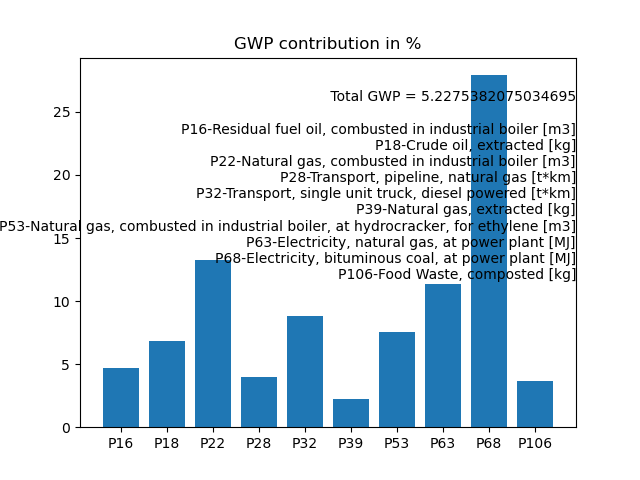 GWP contribution in %
Total GWP = 5.2275382075034695
P16-Residual fuel oil, combusted in industrial boiler [m3]
P18-Crude oil, extracted [kg]
P22-Natural gas, combusted in industrial boiler [m3]
P28-Transport, pipeline, natural gas [t*km]
P32-Transport, single unit truck, diesel powered [t*km]
P39-Natural gas, extracted [kg]
P53-Natural gas, combusted in industrial boiler, at hydrocracker, for ethylene [m3]
P63-Electricity, natural gas, at power plant [MJ]
P68-Electricity, bituminous coal, at power plant [MJ]
P106-Food Waste, composted [kg]
25
20
15
10
5
0
P16 P18 P22 P28 P32 P39 P53 P63 P68 P106